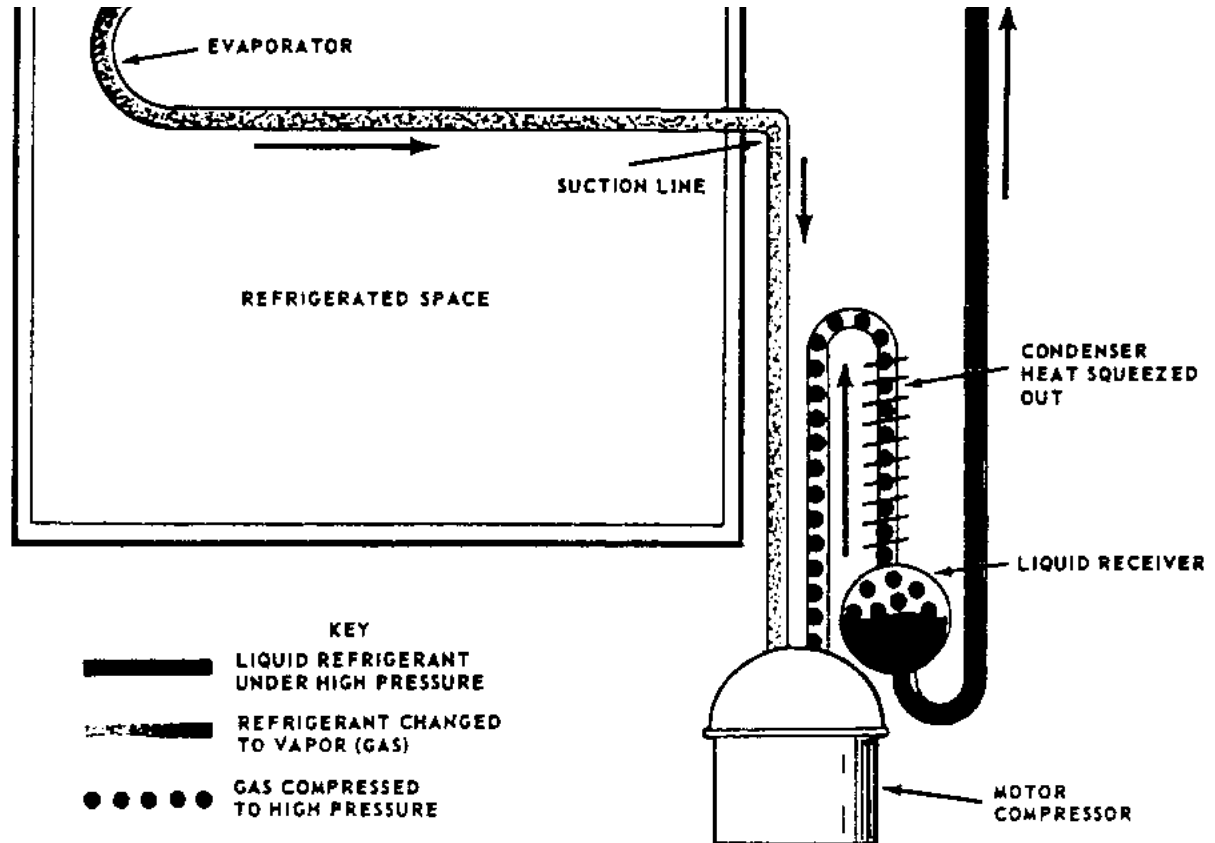 EVAPORATOR
SUCTION LINE
REFRIGERATED SPACE
CONDENSER
HEAT SQUEEZED
OUT
LIQUID RECEIVER
KEY
LIQUID REFRIGERANT
UNDER HIGH PRESSURE
REFRIGERANT CHANGED
TO VAPOR (GAS)
GAS COMPRESSED
TO HIGH PRESSURE
MOTOR
COMPRESSOR